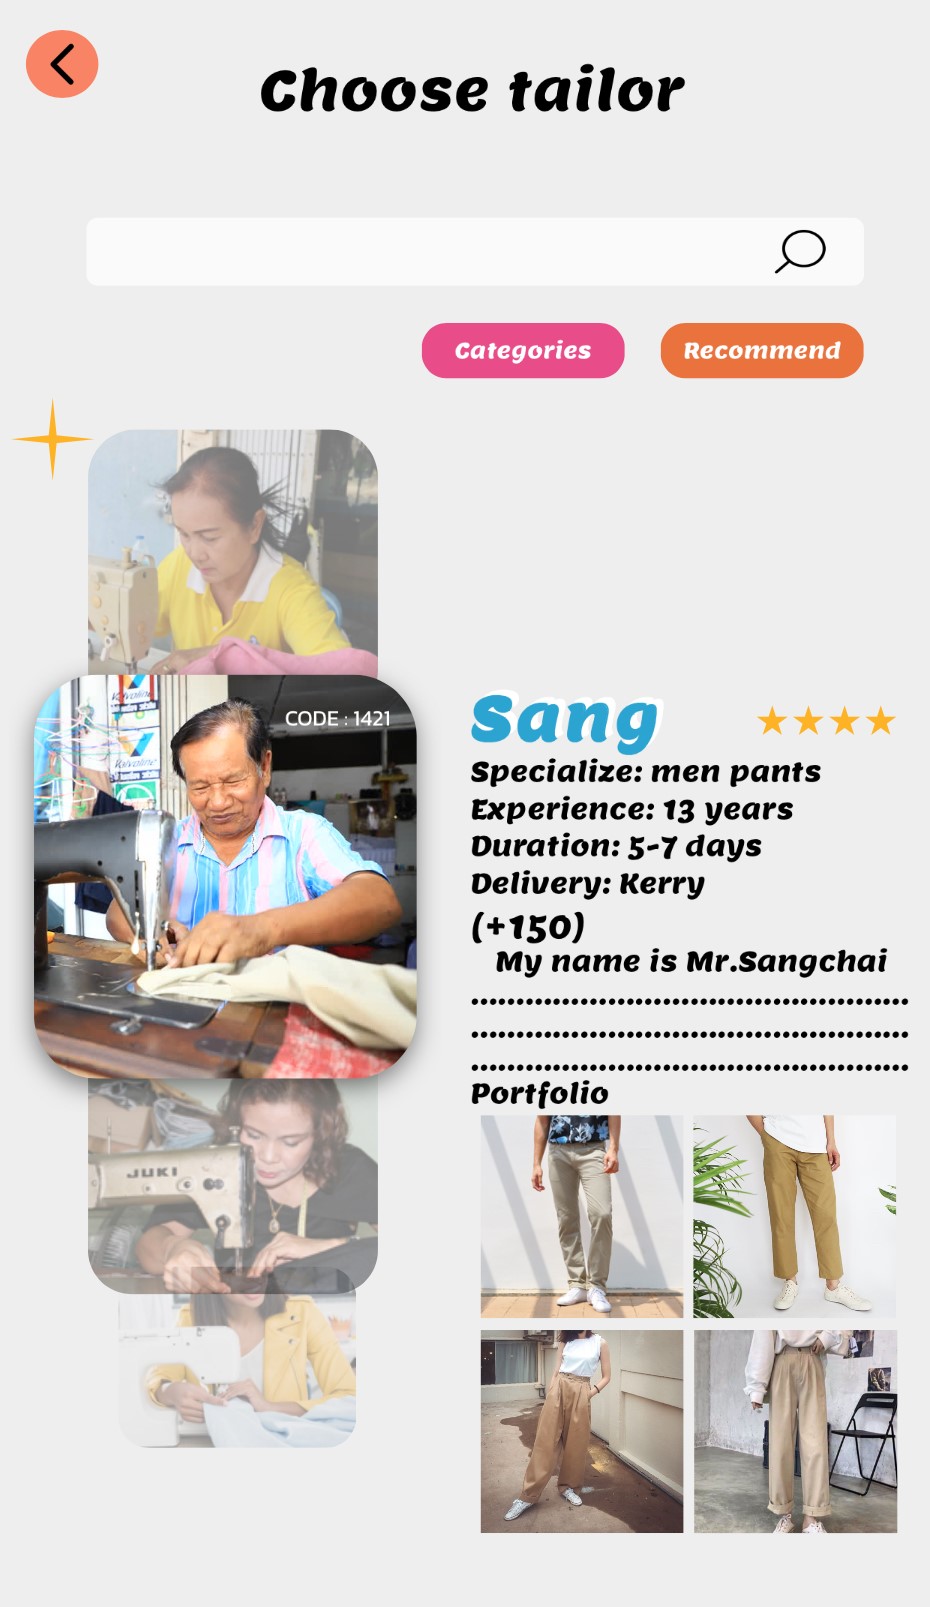 Choose tailor
Categories
Recommend
CODE : 1421
Valvoline
JUKI
Sang
Specialize: men pants
Experience: 13 years
Duration: 5-7 days
Delivery: Kerry
(+150)
My name is Mr.Sangchai
................................................
................................................
................................................
Portfolio